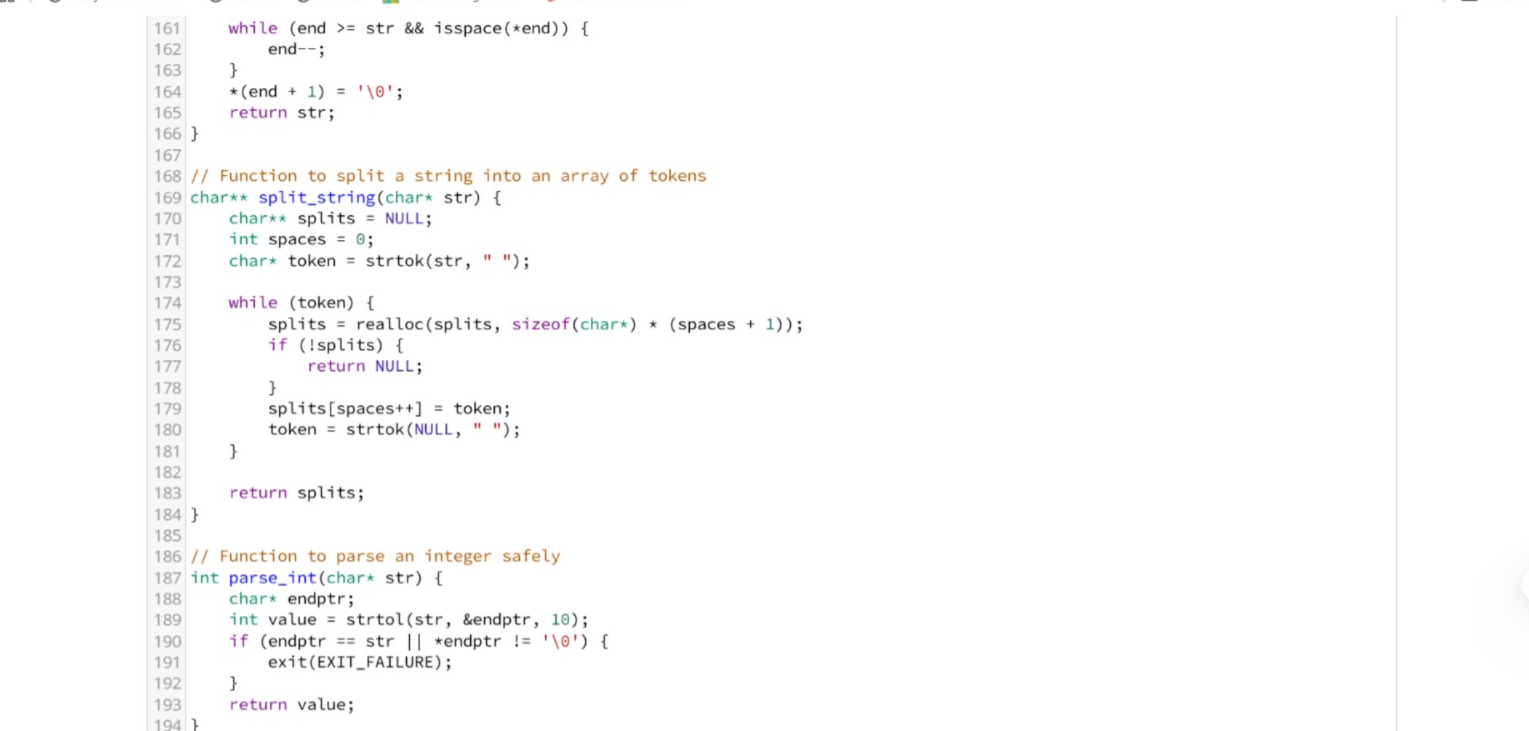 161     while (end >= str && isspace(*end)) {
162         end--;
163     }
164     *(end + 1) = '\0';
165     return str;
166 }
167
168 // Function to split a string into an array of tokens
169 char** split_string(char* str) {
170     char** splits = NULL;
171     int spaces = 0;
172     char* token = strtok(str, " ");
173
174     while (token) {
175         splits = realloc(splits, sizeof(char*) * (spaces + 1));
176         if (!splits) {
177             return NULL;
178         }
179         splits[spaces++] = token;
180         token = strtok(NULL, " ");
181     }
182
183     return splits;
184 }
185
186 // Function to parse an integer safely
187 int parse_int(char* str) {
188     char* endptr;
189     int value = strtol(str, &endptr, 10);
190     if (endptr == str || *endptr != '\0') {
191         exit(EXIT_FAILURE);
192     }
193     return value;
194 }